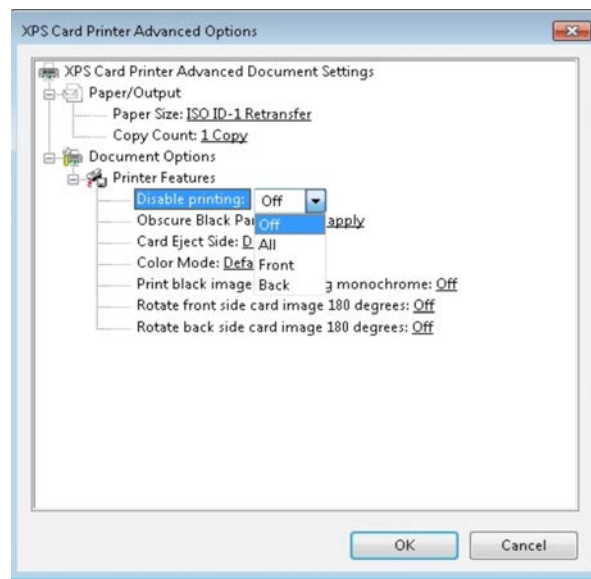 XPS Card Printer Advanced Options
XPS Card Printer Advanced Document Settings
Paper/Output
Paper Size: ISO ID-1 Retransfer
Copy Count: 1 Copy
Document Options
Printer Features
Disable printing: Off
Obscure Black Pa apply
Off
Card Eject Side: D
All
Color Mode: Defa
Front
Print black image g monochrome: Off
Back
Rotate front side card image 180 degrees: Off
Rotate back side card image 180 degrees: Off
OK Cancel